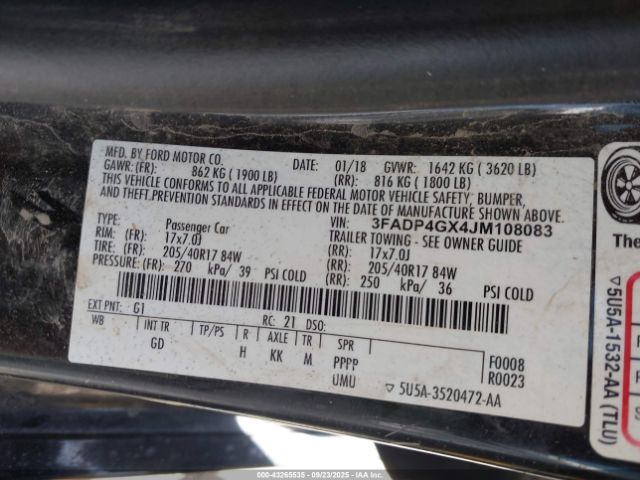 MFD. BY FORD MOTOR CO. DATE: 01/18 GVWR: 1642 KG ( 3620 LB)
GAWR: (FR): 862 KG ( 1900 LB) (RR): 816 KG ( 1800 LB)
THIS VEHICLE CONFORMS TO ALL APPLICABLE FEDERAL MOTOR VEHICLE SAFETY, BUMPER,
AND THEFT PREVENTION STANDARDS IN EFFECT ON THE DATE OF MANUFACTURE SHOWN ABOVE.
VIN: 3FADP4GX4JM108083
TYPE: Passenger Car TRAILER TOWING - SEE OWNER GUIDE
RIM: (FR): 17x7.0J (RR): 17x7.0J
TIRE: (FR): 205/40R17 84W (RR): 205/40R17 84W
PRESSURE: (FR): 270 kPa/ 39 PSI COLD (RR): 250 kPa/ 36 PSI COLD
EXT PNT: G1 RC: 21 DSO:
WB INT TR TP/PS R AXLE TR SPR
GD H KK M PPPP F0008
UMU R0023
▽5U5A-3520472-AA
The
▽5U5A-1532-AA (TLU)
000-43265535 - 09/23/2025 - IAAI.COM